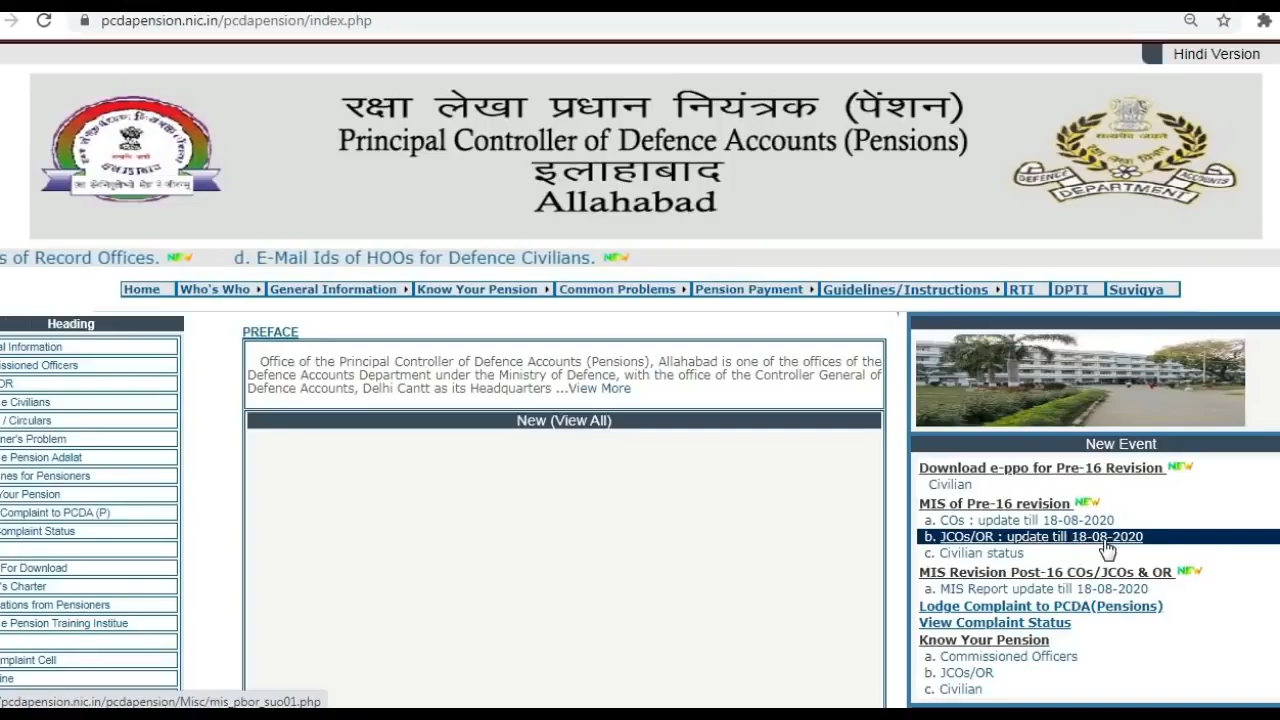 pcdapension.nic.in/pcdapension/index.php
Hindi Version
रक्षा लेखा प्रधान नियंत्रक (पेंशन)
Principal Controller of Defence Accounts (Pensions)
इलाहाबाद
Allahabad
DEFENCE ACCOUNTS
DEPARTMENT
s of Record Offices. NEW d. E-Mail Ids of HOOs for Defence Civilians. NEW
Home Who's Who General Information Know Your Pension Common Problems Pension Payment Guidelines/Instructions RTI DPTI Suvigya
Heading
al Information
issioned Officers
OR
e Civilians
/ Circulars
ner's Problem
e Pension Adalat
nes for Pensioners
Your Pension
Complaint to PCDA (P)
omplaint Status
For Download
's Charter
ations from Pensioners
e Pension Training Institue
mplaint Cell
ine
PREFACE
Office of the Principal Controller of Defence Accounts (Pensions), Allahabad is one of the offices of the
Defence Accounts Department under the Ministry of Defence, with the office of the Controller General of
Defence Accounts, Delhi Cantt as its Headquarters ...View More
New (View All)
New Event
Download e-ppo for Pre-16 Revision NEW
Civilian
MIS of Pre-16 revision NEW
a. COs : update till 18-08-2020
b. JCOs/OR : update till 18-08-2020
c. Civilian status
MIS Revision Post-16 COs/JCOs & OR NEW
a. MIS Report update till 18-08-2020
Lodge Complaint to PCDA(Pensions)
View Complaint Status
Know Your Pension
a. Commissioned Officers
b. JCOs/OR
c. Civilian
/pcdapension.nic.in/pcdapension/Misc/mis_pbor_suo01.php